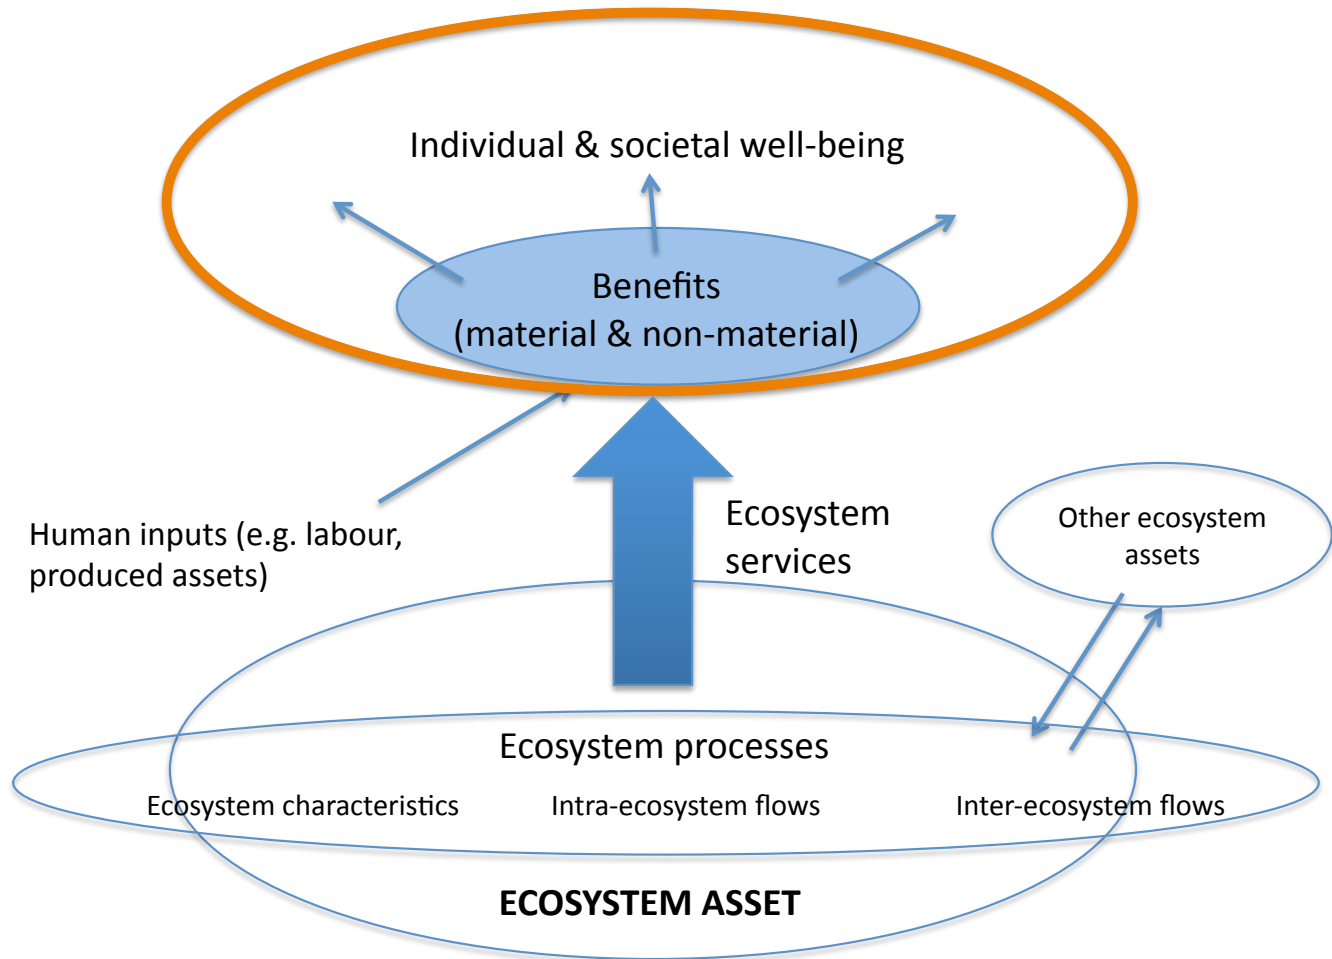 Individual & societal well-being
Benefits
(material & non-material)
Human inputs (e.g. labour,
produced assets)
Ecosystem
services
Other ecosystem
assets
Ecosystem processes
Ecosystem characteristics
Intra-ecosystem flows
Inter-ecosystem flows
ECOSYSTEM ASSET